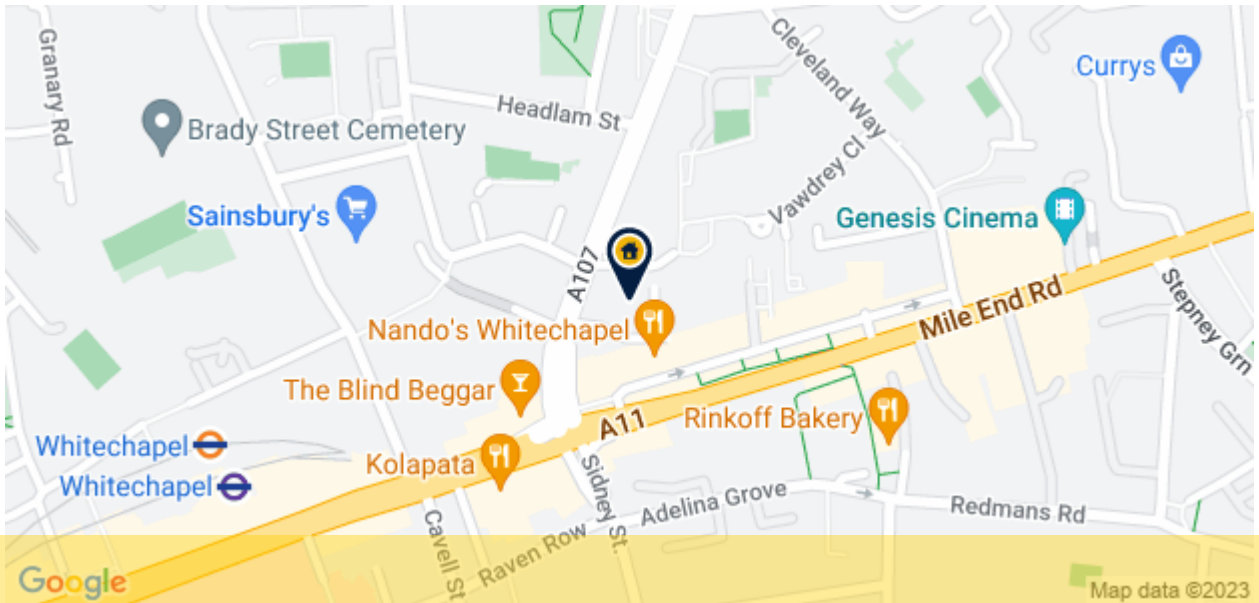 Granary Rd
Cleveland Way
Currys
Headlam St
Brady Street Cemetery
Vawdrey Cl
Sainsbury's
Genesis Cinema
A107
Mile End Rd
Stepney Grn
Nando's Whitechapel
The Blind Beggar
A11
Rinkoff Bakery
Whitechapel
Kolapata
Whitechapel
Sidney St.
Adelina Grove
Redmans Rd
Cavell St
Raven Row
Google
Map data ©2023